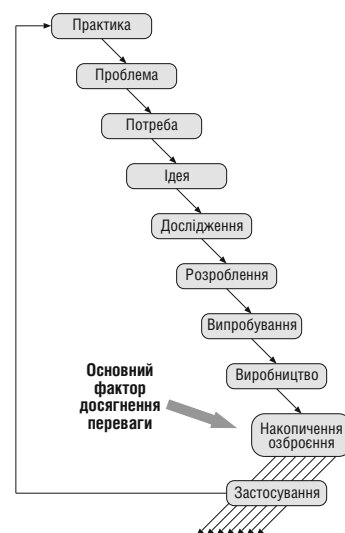 Практика
Проблема
Потреба
Ідея
Дослідження
Розроблення
Випробування
Виробництво
Основний
фактор
досягнення
переваги
Накопичення
озброєння
Застосування